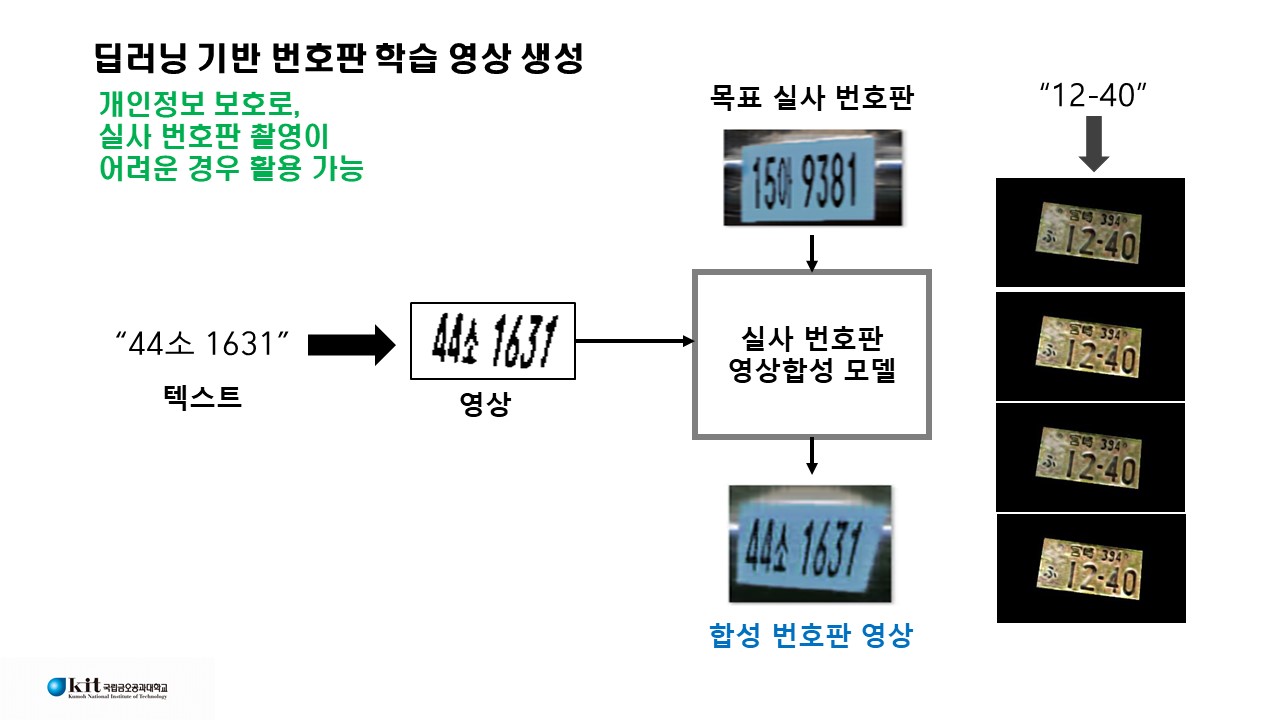 딥러닝 기반 번호판 학습 영상 생성
개인정보 보호로,
실사 번호판 촬영이
어려운 경우 활용 가능
목표 실사 번호판
15아 9381
“44소 1631”
텍스트
44소 1631
영상
실사 번호판
영상합성 모델
44소 1631
합성 번호판 영상
“12-40”
宮崎 394
ふ 12-40
宮崎 394
ふ 12-40
宮崎 394
ふ 12-40
宮崎 394
ふ 12-40
kit 국립금오공과대학교
Kumoh National Institute of Technology